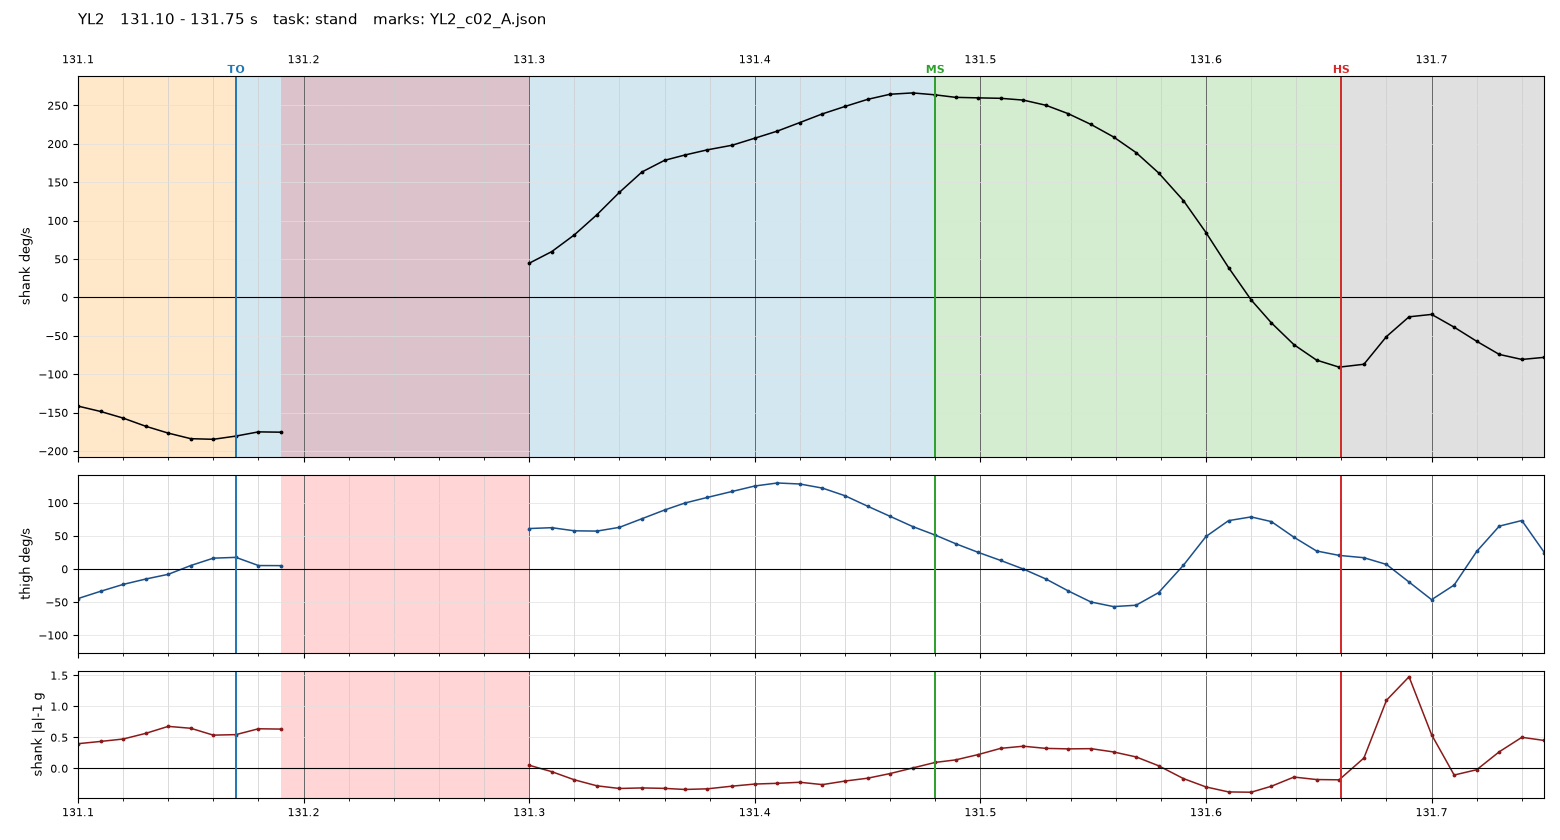 YL2   131.10 - 131.75 s   task: stand   marks: YL2_c02_A.json
131.1 131.2 131.3 131.4 131.5 131.6 131.7
TO MS HS
250
200
150
100
50
0
−50
−100
−150
−200
shank deg/s
100
50
0
−50
−100
thigh deg/s
1.5
1.0
0.5
0.0
shank |a|-1 g
131.1 131.2 131.3 131.4 131.5 131.6 131.7